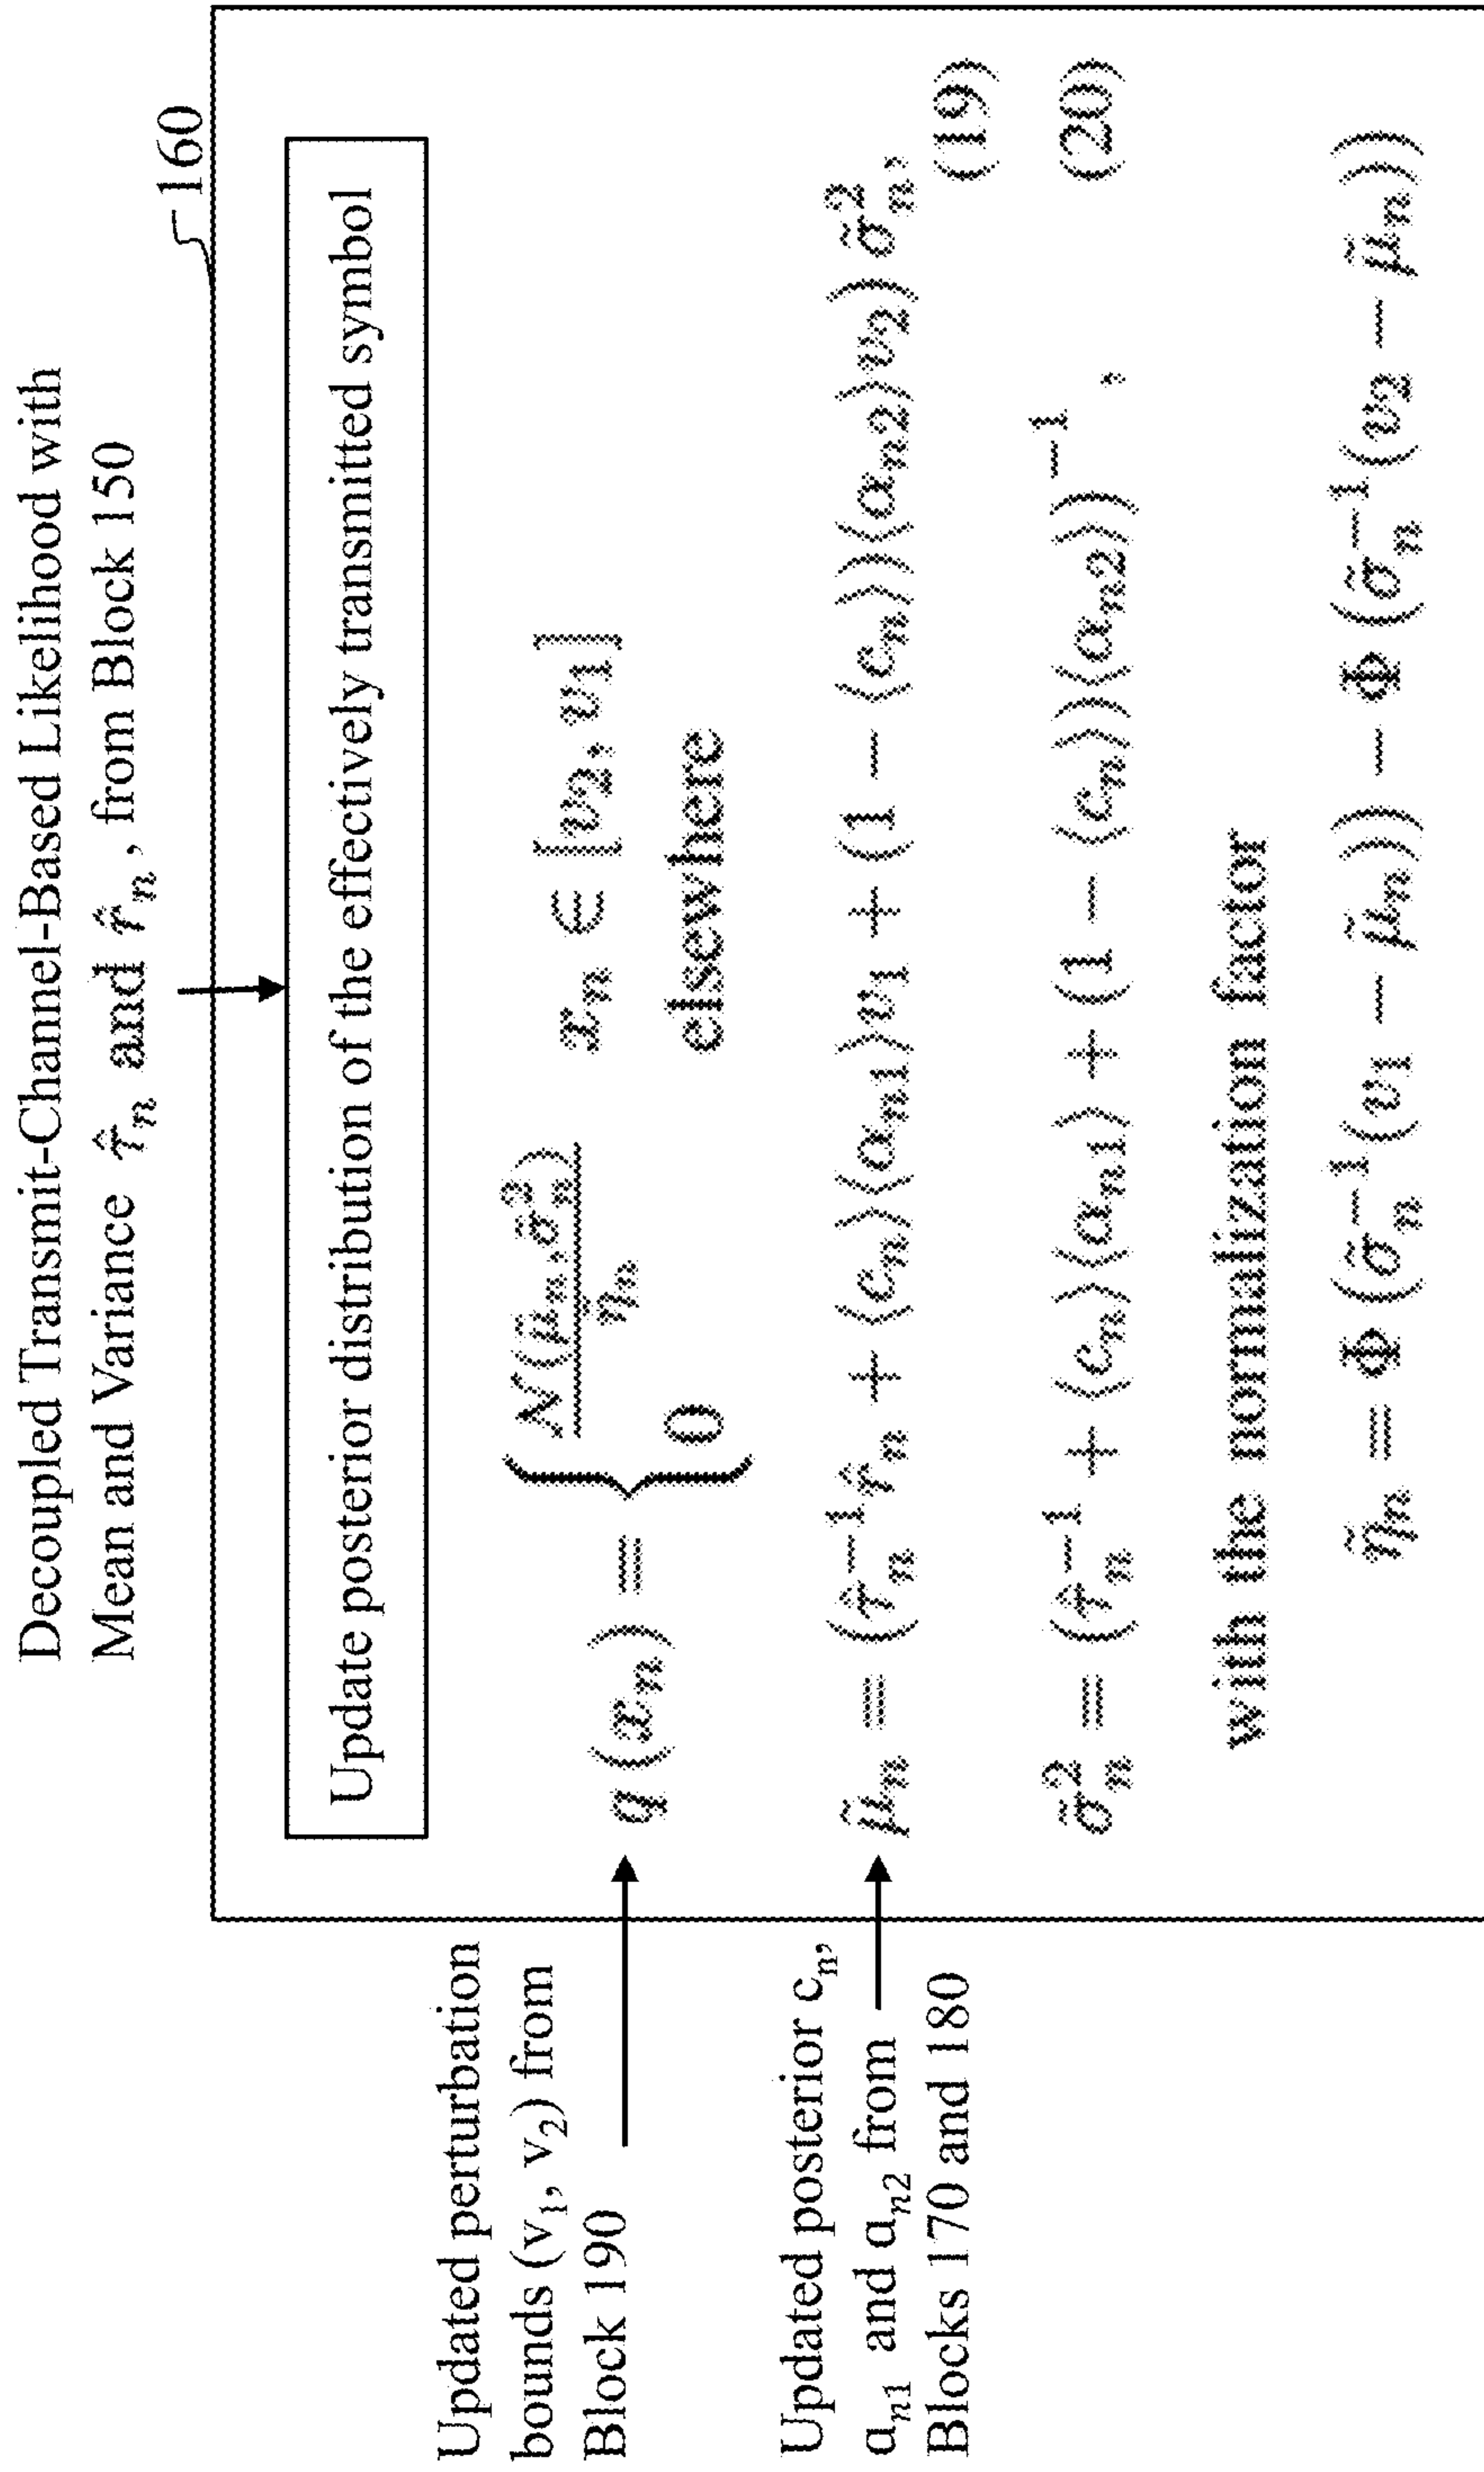 Decoupled Transmit-Channel-Based Likelihood with
Mean and Variance τ̂ₙ and r̂ₙ, from Block 150
160
Update posterior distribution of the effectively transmitted symbol
Updated perturbation
bounds (v₁, v₂) from
Block 190
q(xₙ) = { N(μ̃ₙ, σ̃ₙ²) / η̃ₙ xₙ ∈ [v₂, v₁]
0 elsewhere
Updated posterior cₙ,
αₙ₁ and αₙ₂ from
Blocks 170 and 180
μ̃ₙ = (τ̂ₙ⁻¹r̂ₙ + ⟨cₙ⟩⟨αₙ₁⟩v₁ + (1 − ⟨cₙ⟩)⟨αₙ₂⟩v₂) σ̃ₙ²,
(19)
σ̃ₙ² = (τ̂ₙ⁻¹ + ⟨cₙ⟩⟨αₙ₁⟩ + (1 − ⟨cₙ⟩)⟨αₙ₂⟩)⁻¹, (20)
with the normalization factor
η̃ₙ = Φ (σ̃ₙ⁻¹(v₁ − μ̃ₙ)) − Φ (σ̃ₙ⁻¹(v₂ − μ̃ₙ))